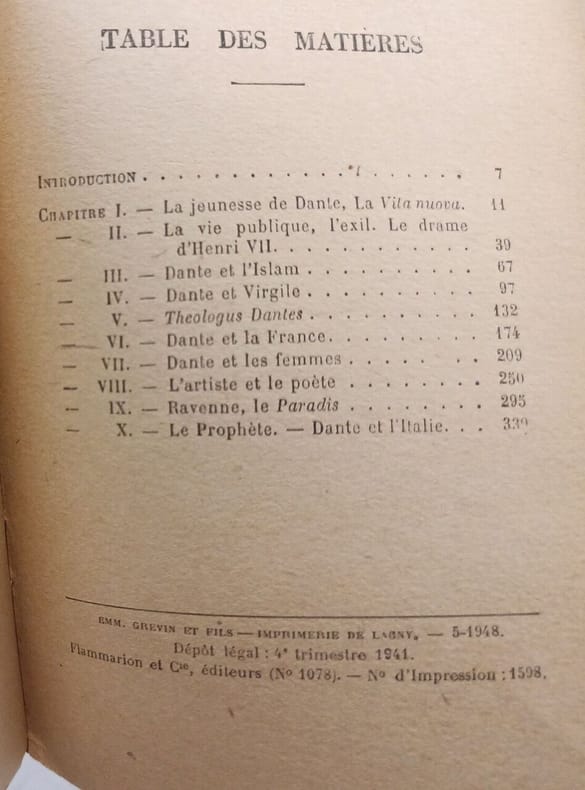 TABLE DES MATIÈRES
INTRODUCTION . . . . . . . . . . . . . . . . . . . 7
CHAPITRE I. — La jeunesse de Dante, La Vita nuova. 11
— II. — La vie publique, l'exil. Le drame
d'Henri VII. . . . . . . . . . . . 39
— III. — Dante et l'Islam . . . . . . . . . . 67
— IV. — Dante et Virgile . . . . . . . . . . 97
— V. — Theologus Dantes . . . . . . . . . . 132
— VI. — Dante et la France. . . . . . . . . 174
— VII. — Dante et les femmes . . . . . . . 209
— VIII. — L'artiste et le poète . . . . . . . . 250
— IX. — Ravenne, le Paradis . . . . . . . . 295
— X. — Le Prophète. — Dante et l'Italie. . . 339
EMM. GREVIN ET FILS — IMPRIMERIE DE LAGNY. — 5-1948.
Dépôt légal : 4e trimestre 1941.
Flammarion et Cie, éditeurs (No 1078). — No d'Impression : 1598.